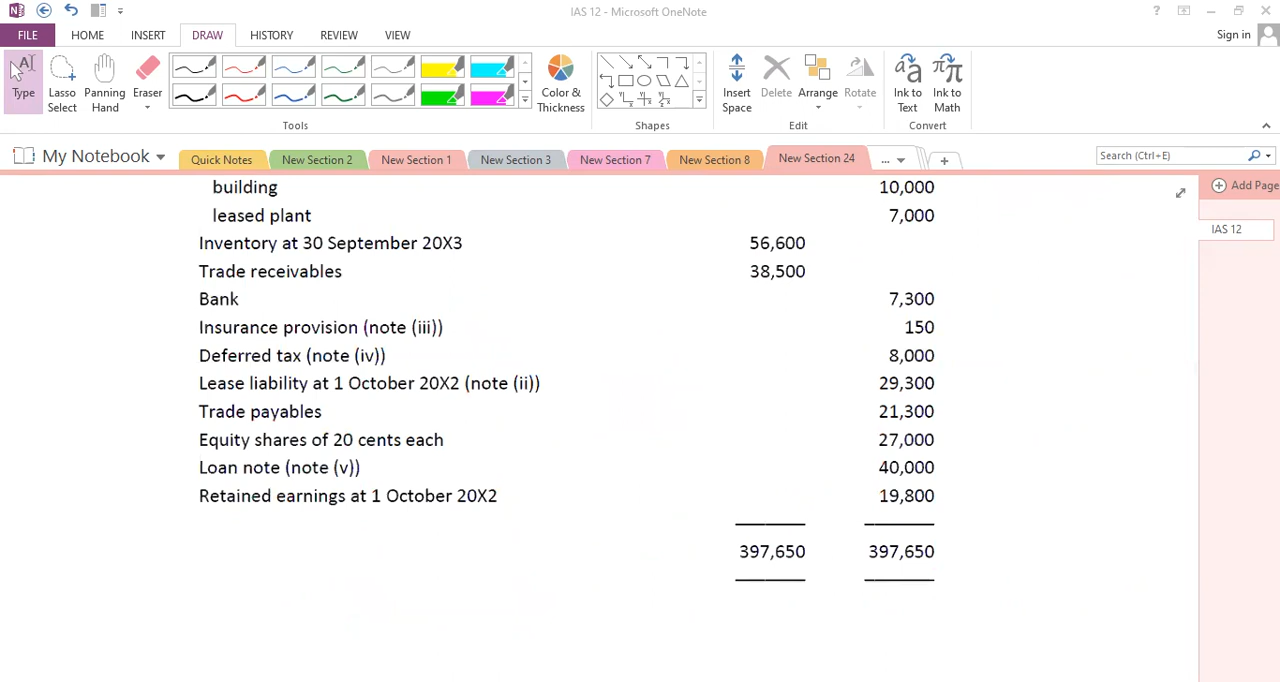 IAS 12 - Microsoft OneNote
?
FILE HOME INSERT DRAW HISTORY REVIEW VIEW
Sign in
Type
Lasso Select
Panning Hand
Eraser
Color & Thickness
Insert Space
Delete
Arrange
Rotate
Ink to Text
Ink to Math
Tools
Shapes
Edit
Convert
My Notebook Quick Notes New Section 2 New Section 1 New Section 3 New Section 7 New Section 8 New Section 24 ...
Search (Ctrl+E)
Add Page
IAS 12
building 10,000
leased plant 7,000
Inventory at 30 September 20X3 56,600
Trade receivables 38,500
Bank 7,300
Insurance provision (note (iii)) 150
Deferred tax (note (iv)) 8,000
Lease liability at 1 October 20X2 (note (ii)) 29,300
Trade payables 21,300
Equity shares of 20 cents each 27,000
Loan note (note (v)) 40,000
Retained earnings at 1 October 20X2 19,800
397,650 397,650